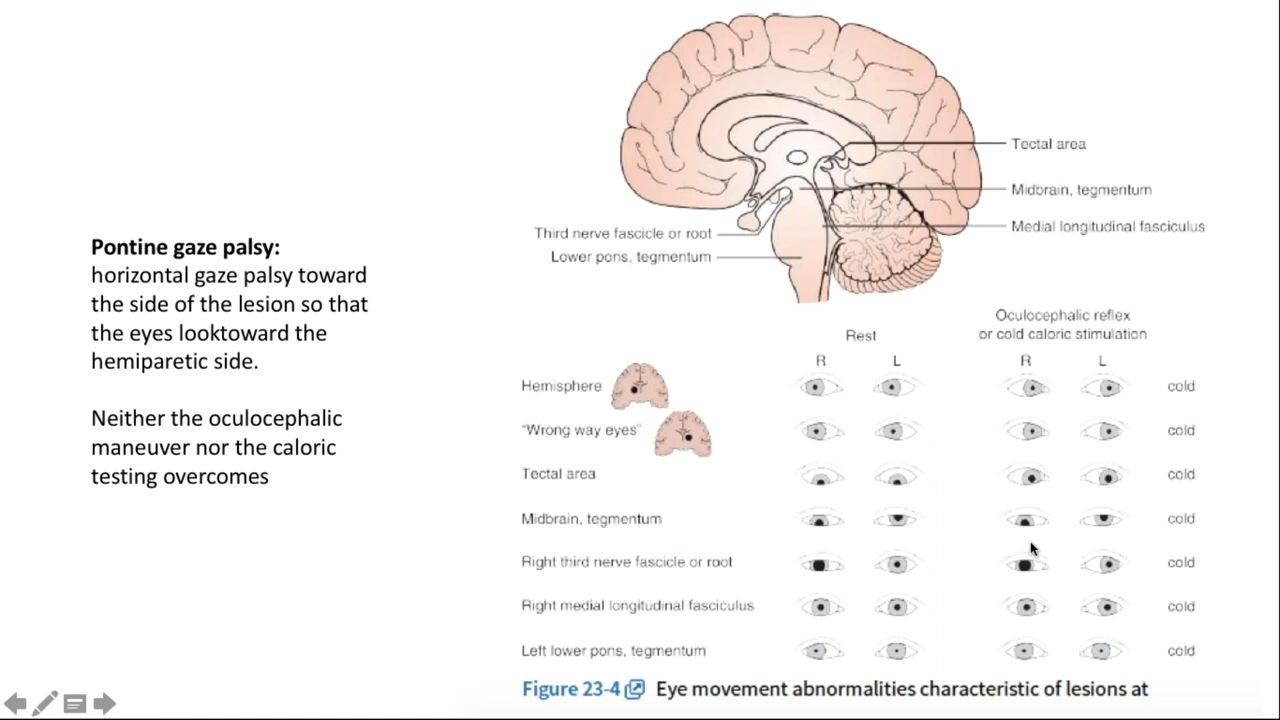 Pontine gaze palsy:
horizontal gaze palsy toward
the side of the lesion so that
the eyes looktoward the
hemiparetic side.
Neither the oculocephalic
maneuver nor the caloric
testing overcomes
Tectal area
Midbrain, tegmentum
Medial longitudinal fasciculus
Third nerve fascicle or root
Lower pons, tegmentum
Rest
Oculocephalic reflex
or cold caloric stimulation
R L R L
Hemisphere cold
“Wrong way eyes” cold
Tectal area cold
Midbrain, tegmentum cold
Right third nerve fascicle or root cold
Right medial longitudinal fasciculus cold
Left lower pons, tegmentum cold
Figure 23-4 Eye movement abnormalities characteristic of lesions at